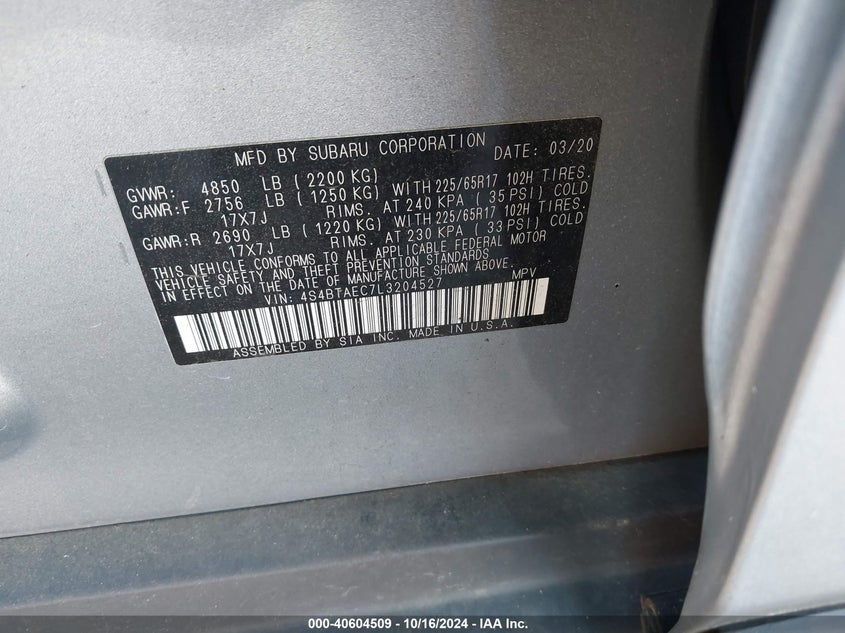 MFD BY SUBARU CORPORATION DATE: 03/20
GVWR: 4850 LB (2200 KG)
GAWR:F 2756 LB (1250 KG) WITH 225/65R17 102H TIRES.
17X7J RIMS. AT 240 KPA (35 PSI) COLD
GAWR:R 2690 LB (1220 KG) WITH 225/65R17 102H TIRES.
17X7J RIMS. AT 230 KPA (33 PSI) COLD
THIS VEHICLE CONFORMS TO ALL APPLICABLE FEDERAL MOTOR
VEHICLE SAFETY AND THEFT PREVENTION STANDARDS
IN EFFECT ON THE DATE OF MANUFACTURE SHOWN ABOVE.
VIN: 4S4BTAEC7L3204527 MPV
ASSEMBLED BY SIA INC. MADE IN U.S.A.
000-40604509 - 10/16/2024 - IAA Inc.